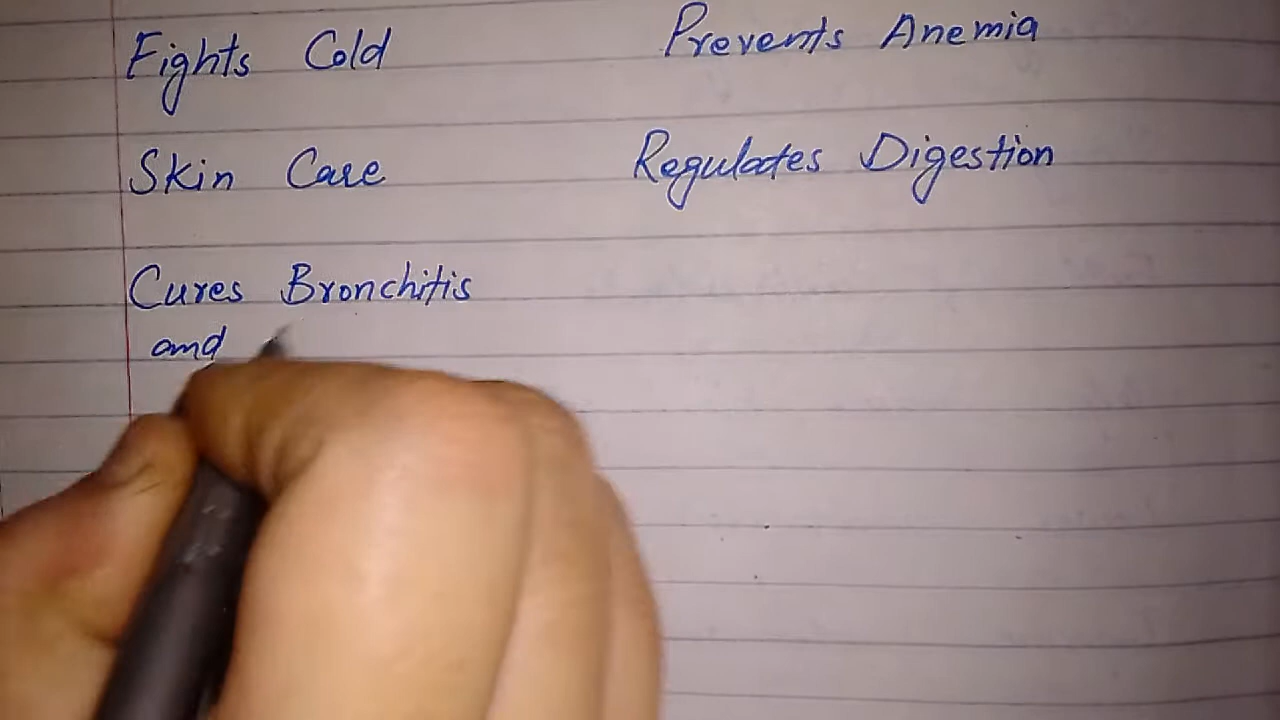 Fights Cold
Prevents Anemia
Skin Care
Regulates Digestion
Cures Bronchitis
and